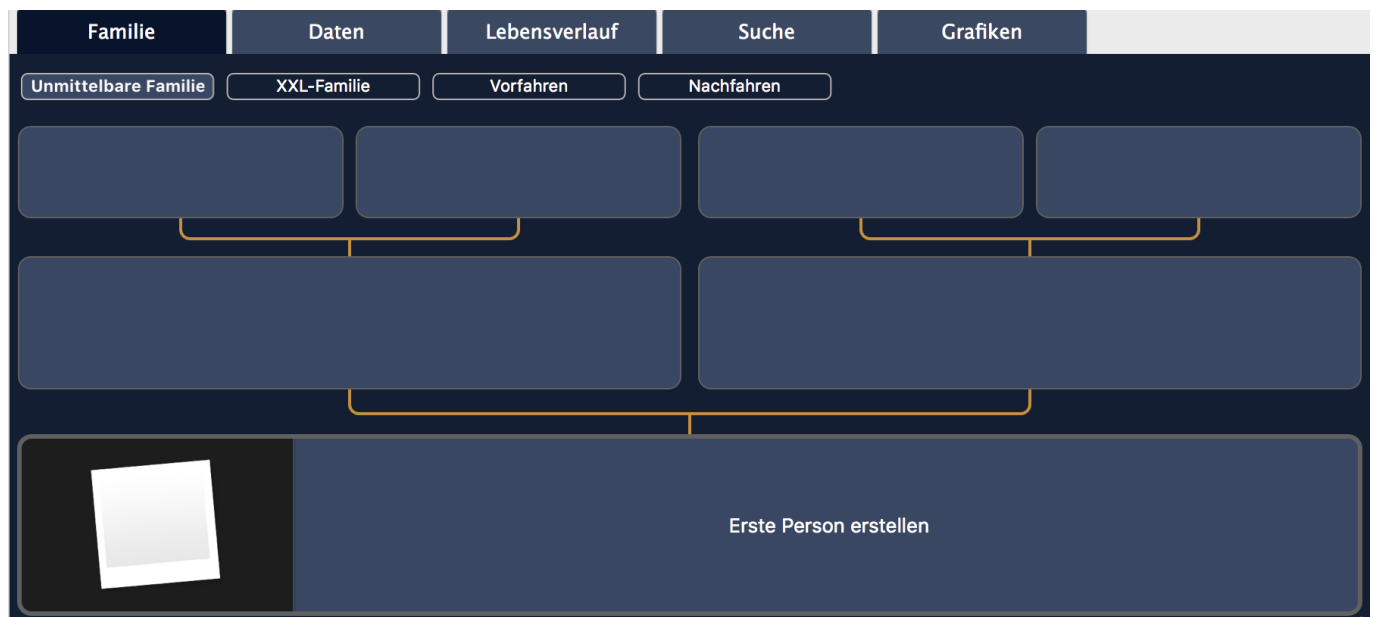 Familie Daten Lebensverlauf Suche Grafiken
Unmittelbare Familie XXL-Familie Vorfahren Nachfahren
Erste Person erstellen